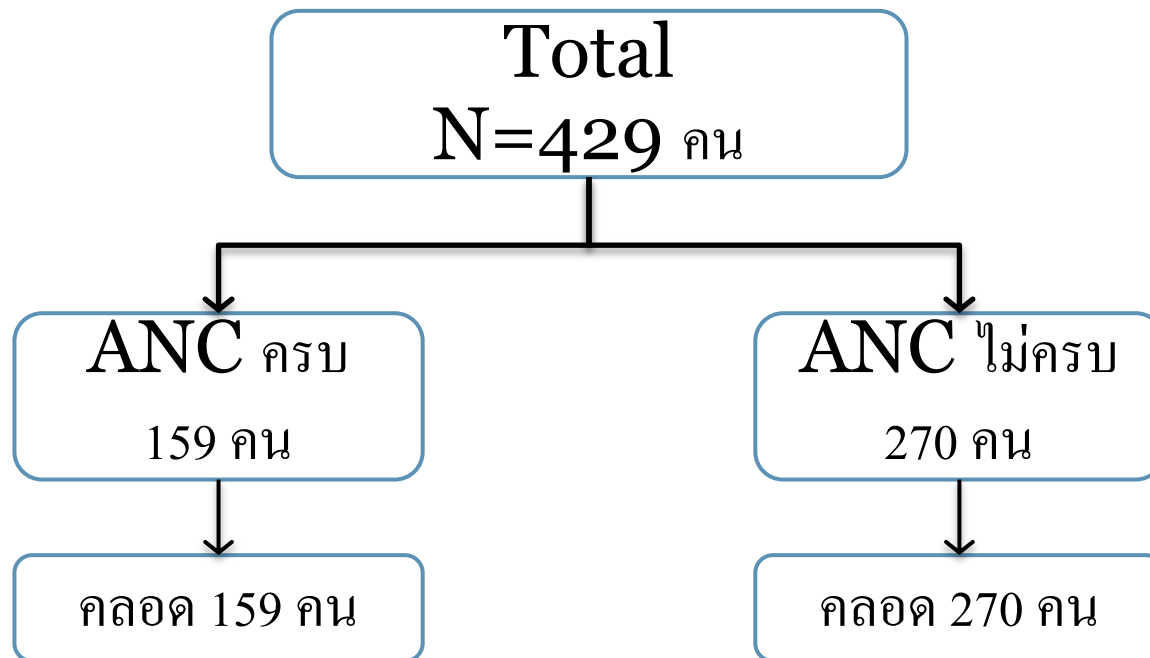 Total
N=429 คน
ANC ครบ
159 คน
ANC ไม่ครบ
270 คน
คลอด 159 คน
คลอด 270 คน